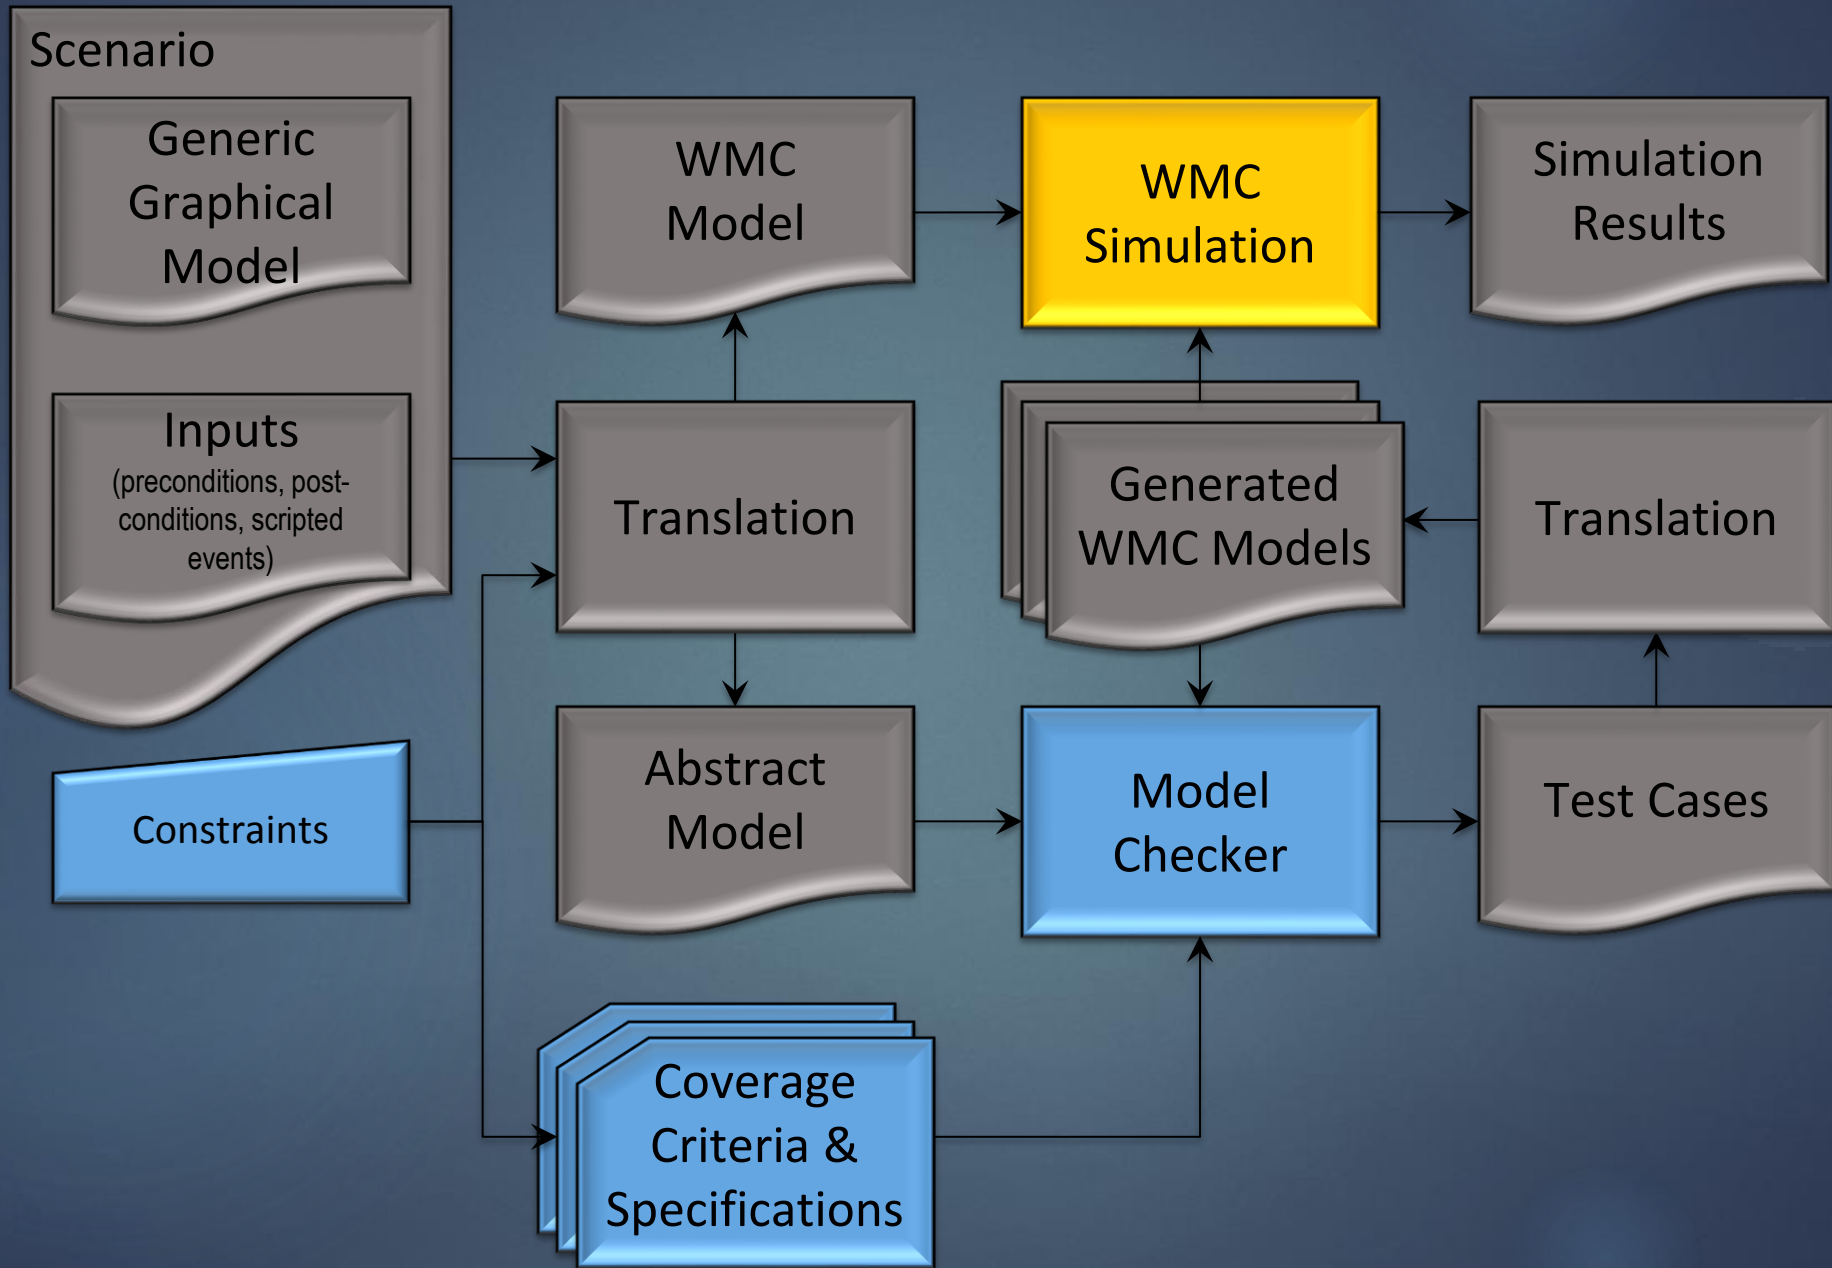 Scenario
Generic
Graphical
Model
Inputs
(preconditions, post-
conditions, scripted
events)
Constraints
WMC
Model
Translation
Abstract
Model
Coverage
Criteria &
Specifications
WMC
Simulation
Generated
WMC Models
Model
Checker
Simulation
Results
Translation
Test Cases